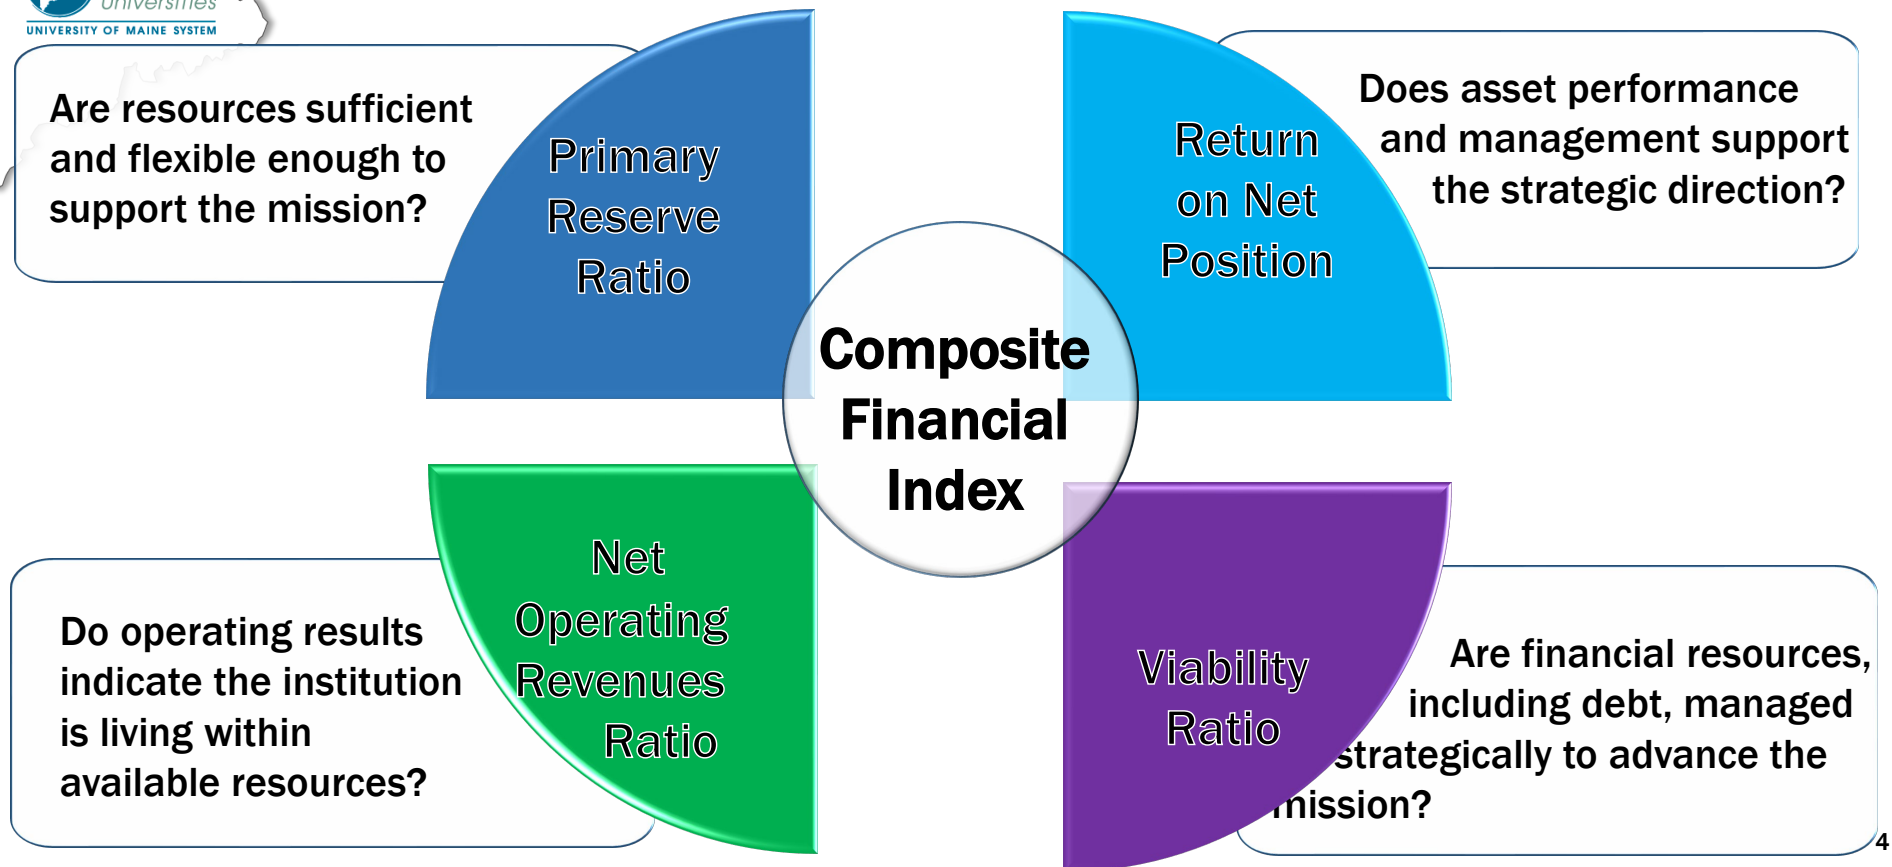 Universities
UNIVERSITY OF MAINE SYSTEM
Are resources sufficient
and flexible enough to
support the mission?
Primary
Reserve
Ratio
Return
on Net
Position
Does asset performance
and management support
the strategic direction?
Composite
Financial
Index
Do operating results
indicate the institution
is living within
available resources?
Net
Operating
Revenues
Ratio
Viability
Ratio
Are financial resources,
including debt, managed
strategically to advance the
mission?
4